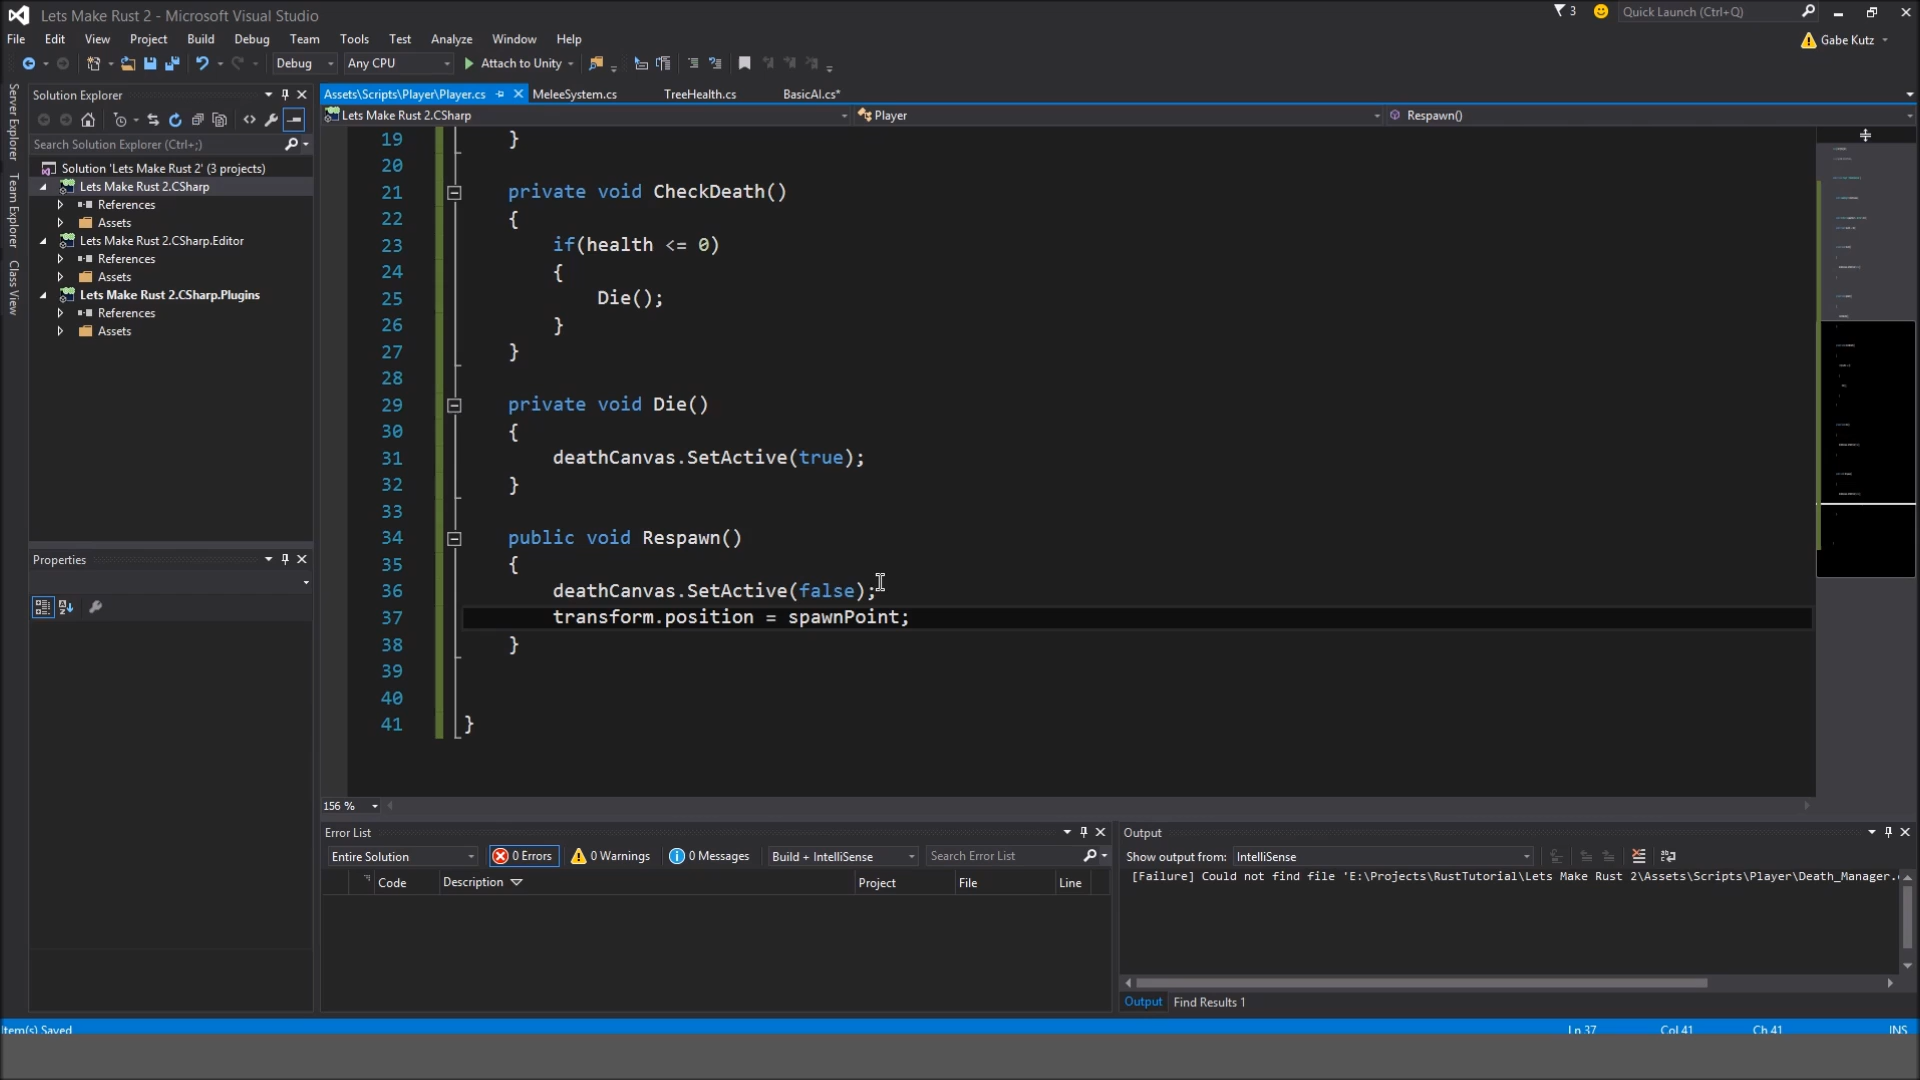 Lets Make Rust 2 - Microsoft Visual Studio
3
Quick Launch (Ctrl+Q)
File Edit View Project Build Debug Team Tools Test Analyze Window Help
Gabe Kutz
Debug Any CPU Attach to Unity
Server Explorer
Team Explorer
Class View
Solution Explorer
Search Solution Explorer (Ctrl+;)
Solution 'Lets Make Rust 2' (3 projects)
Lets Make Rust 2.CSharp
References
Assets
Lets Make Rust 2.CSharp.Editor
References
Assets
Lets Make Rust 2.CSharp.Plugins
References
Assets
Properties
Assets\Scripts\Player\Player.cs MeleeSystem.cs TreeHealth.cs BasicAI.cs*
Lets Make Rust 2.CSharp Player Respawn()
19 }
20
21 private void CheckDeath()
22 {
23 if(health <= 0)
24 {
25 Die();
26 }
27 }
28
29 private void Die()
30 {
31 deathCanvas.SetActive(true);
32 }
33
34 public void Respawn()
35 {
36 deathCanvas.SetActive(false);
37 transform.position = spawnPoint;
38 }
39
40
41 }
156 %
Error List
Entire Solution 0 Errors 0 Warnings 0 Messages Build + IntelliSense Search Error List
Code Description Project File Line
Output
Show output from: IntelliSense
[Failure] Could not find file 'E:\Projects\RustTutorial\Lets Make Rust 2\Assets\Scripts\Player\Death_Manager.
Output Find Results 1
Item(s) Saved Ln 37 Col 41 Ch 41 INS